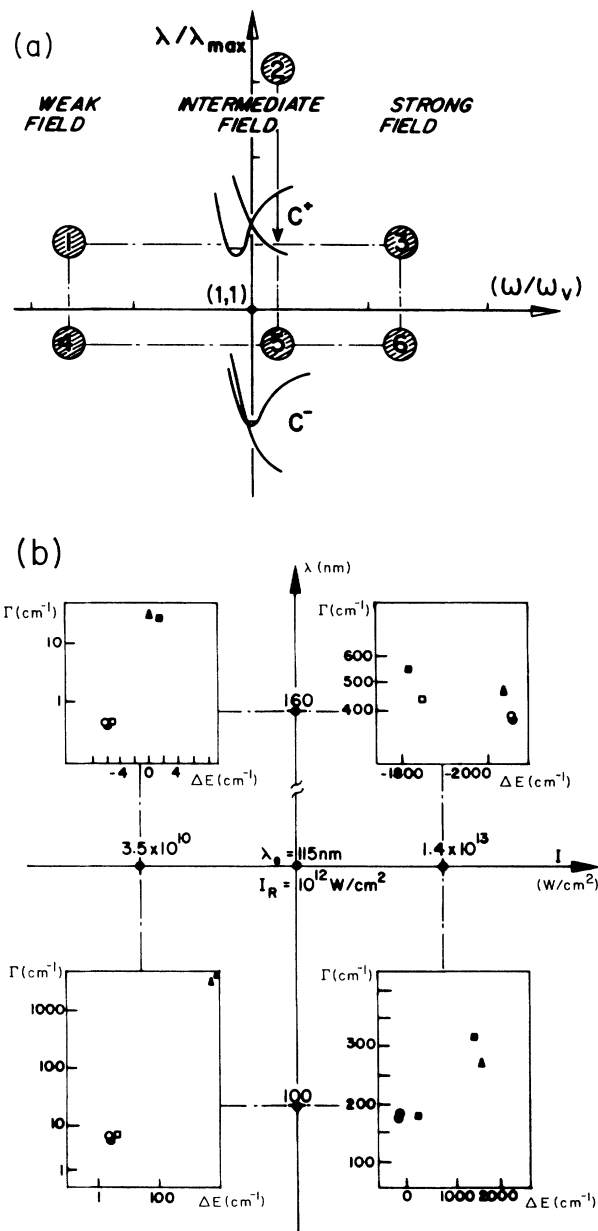 (a)
λ/λmax
2
WEAK FIELD
INTERMEDIATE FIELD
STRONG FIELD
1
C+
3
(1,1)
(ω/ωv)
4
5
6
C-
(b)
λ (nm)
Γ(cm-1)
10
1
-4 0 4
ΔE(cm-1)
160
Γ(cm-1)
600
500
400
-1800 -2000
ΔE(cm-1)
3.5x10^10
λe = 115nm
1.4x10^13
I
IR = 10^12 W/cm2
(W/cm2)
Γ(cm-1)
1000
100
10
1
1 100
ΔE(cm-1)
100
Γ(cm-1)
300
200
100
0 1000 2000
ΔE(cm-1)